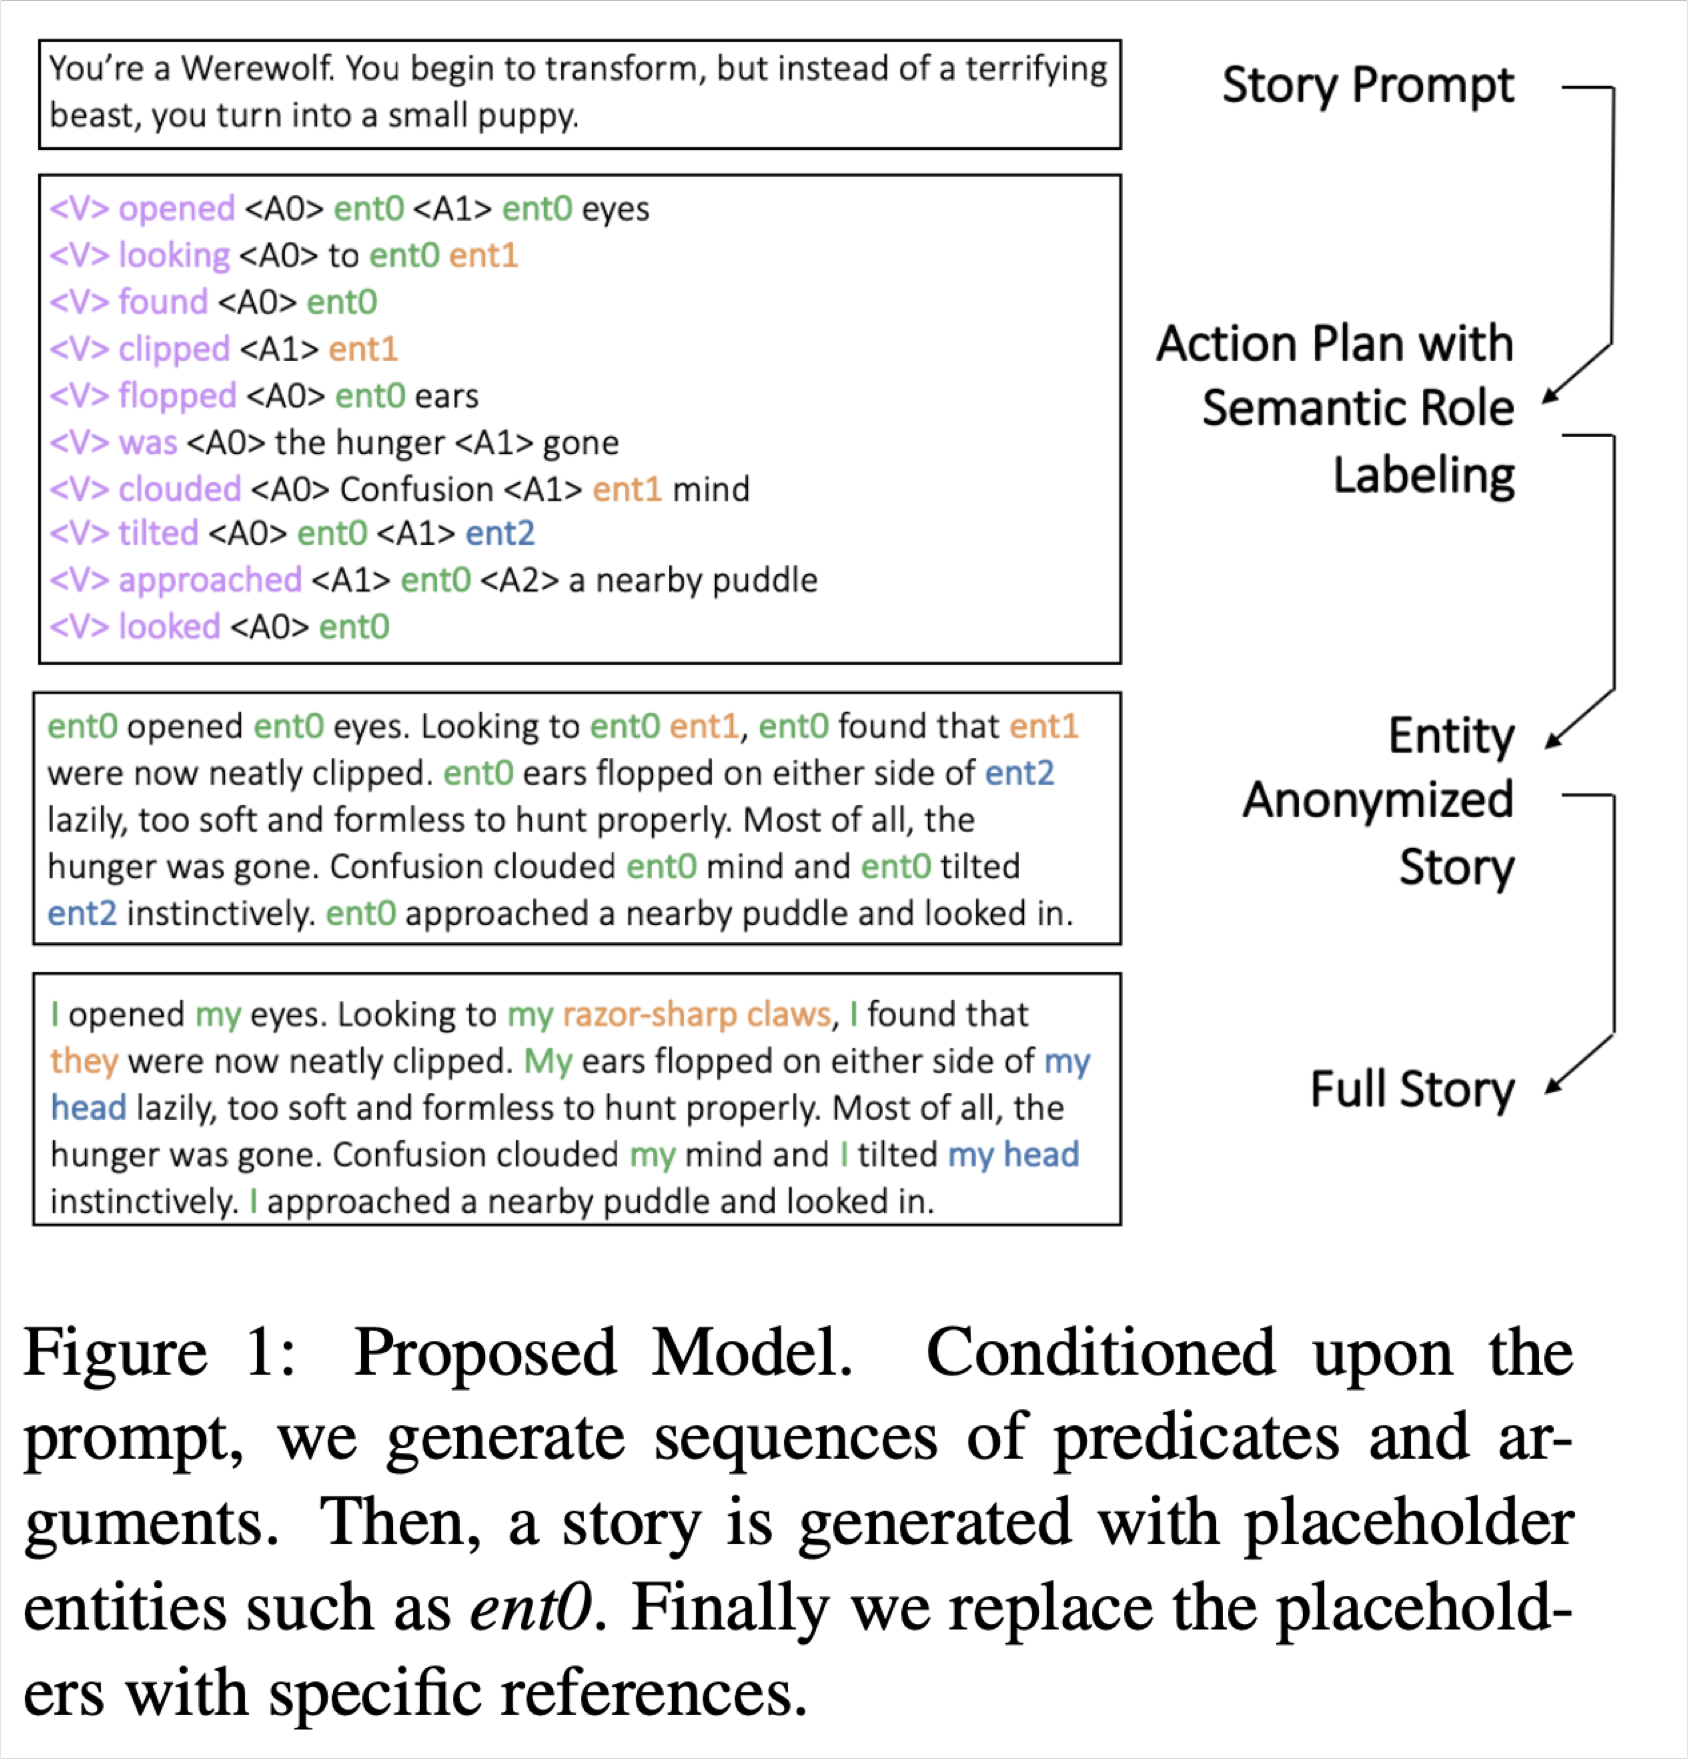 You're a Werewolf. You begin to transform, but instead of a terrifying
beast, you turn into a small puppy.
Story Prompt
<V> opened <A0> ent0 <A1> ent0 eyes
<V> looking <A0> to ent0 ent1
<V> found <A0> ent0
<V> clipped <A1> ent1
<V> flopped <A0> ent0 ears
<V> was <A0> the hunger <A1> gone
<V> clouded <A0> Confusion <A1> ent1 mind
<V> tilted <A0> ent0 <A1> ent2
<V> approached <A1> ent0 <A2> a nearby puddle
<V> looked <A0> ent0
Action Plan with
Semantic Role
Labeling
ent0 opened ent0 eyes. Looking to ent0 ent1, ent0 found that ent1
were now neatly clipped. ent0 ears flopped on either side of ent2
lazily, too soft and formless to hunt properly. Most of all, the
hunger was gone. Confusion clouded ent0 mind and ent0 tilted
ent2 instinctively. ent0 approached a nearby puddle and looked in.
Entity
Anonymized
Story
I opened my eyes. Looking to my razor-sharp claws, I found that
they were now neatly clipped. My ears flopped on either side of my
head lazily, too soft and formless to hunt properly. Most of all, the
hunger was gone. Confusion clouded my mind and I tilted my head
instinctively. I approached a nearby puddle and looked in.
Full Story
Figure 1: Proposed Model. Conditioned upon the
prompt, we generate sequences of predicates and ar-
guments. Then, a story is generated with placeholder
entities such as ent0. Finally we replace the placehold-
ers with specific references.